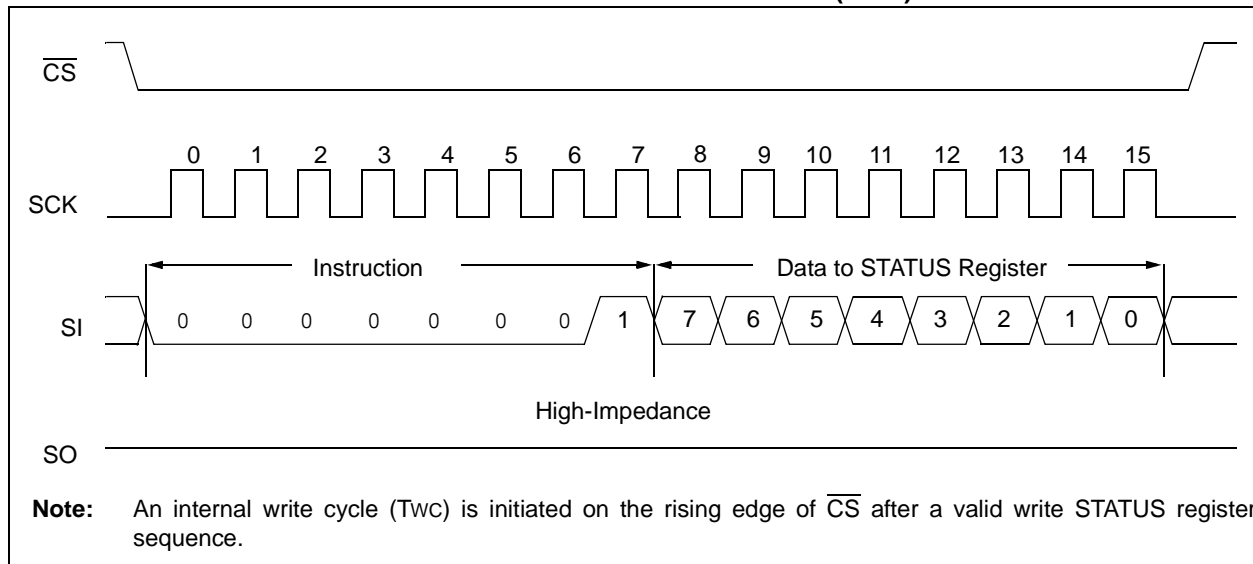 CS
0 1 2 3 4 5 6 7 8 9 10 11 12 13 14 15
SCK
Instruction Data to STATUS Register
SI 0 0 0 0 0 0 0 1 7 6 5 4 3 2 1 0
High-Impedance
SO
Note: An internal write cycle (TWC) is initiated on the rising edge of CS after a valid write STATUS register
sequence.